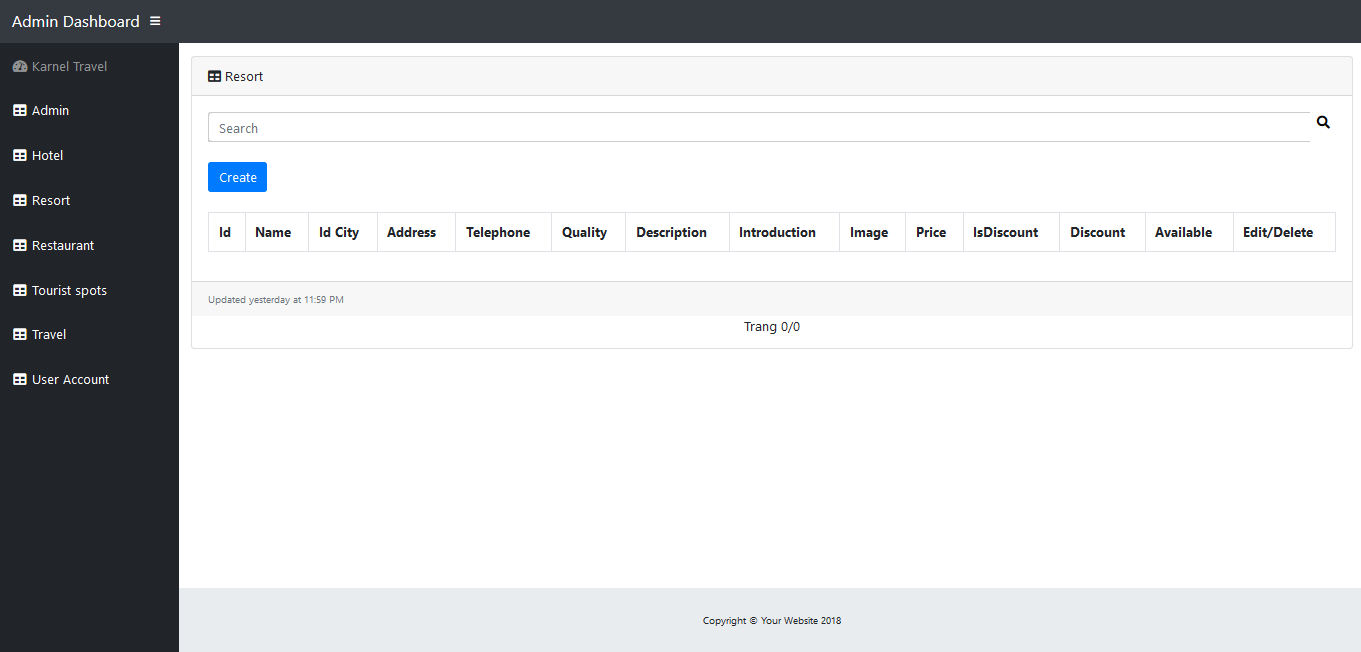 Admin Dashboard
Karnel Travel
Admin
Hotel
Resort
Restaurant
Tourist spots
Travel
User Account
Resort
Search
Create
Id Name Id City Address Telephone Quality Description Introduction Image Price IsDiscount Discount Available Edit/Delete
Updated yesterday at 11:59 PM
Trang 0/0
Copyright © Your Website 2018